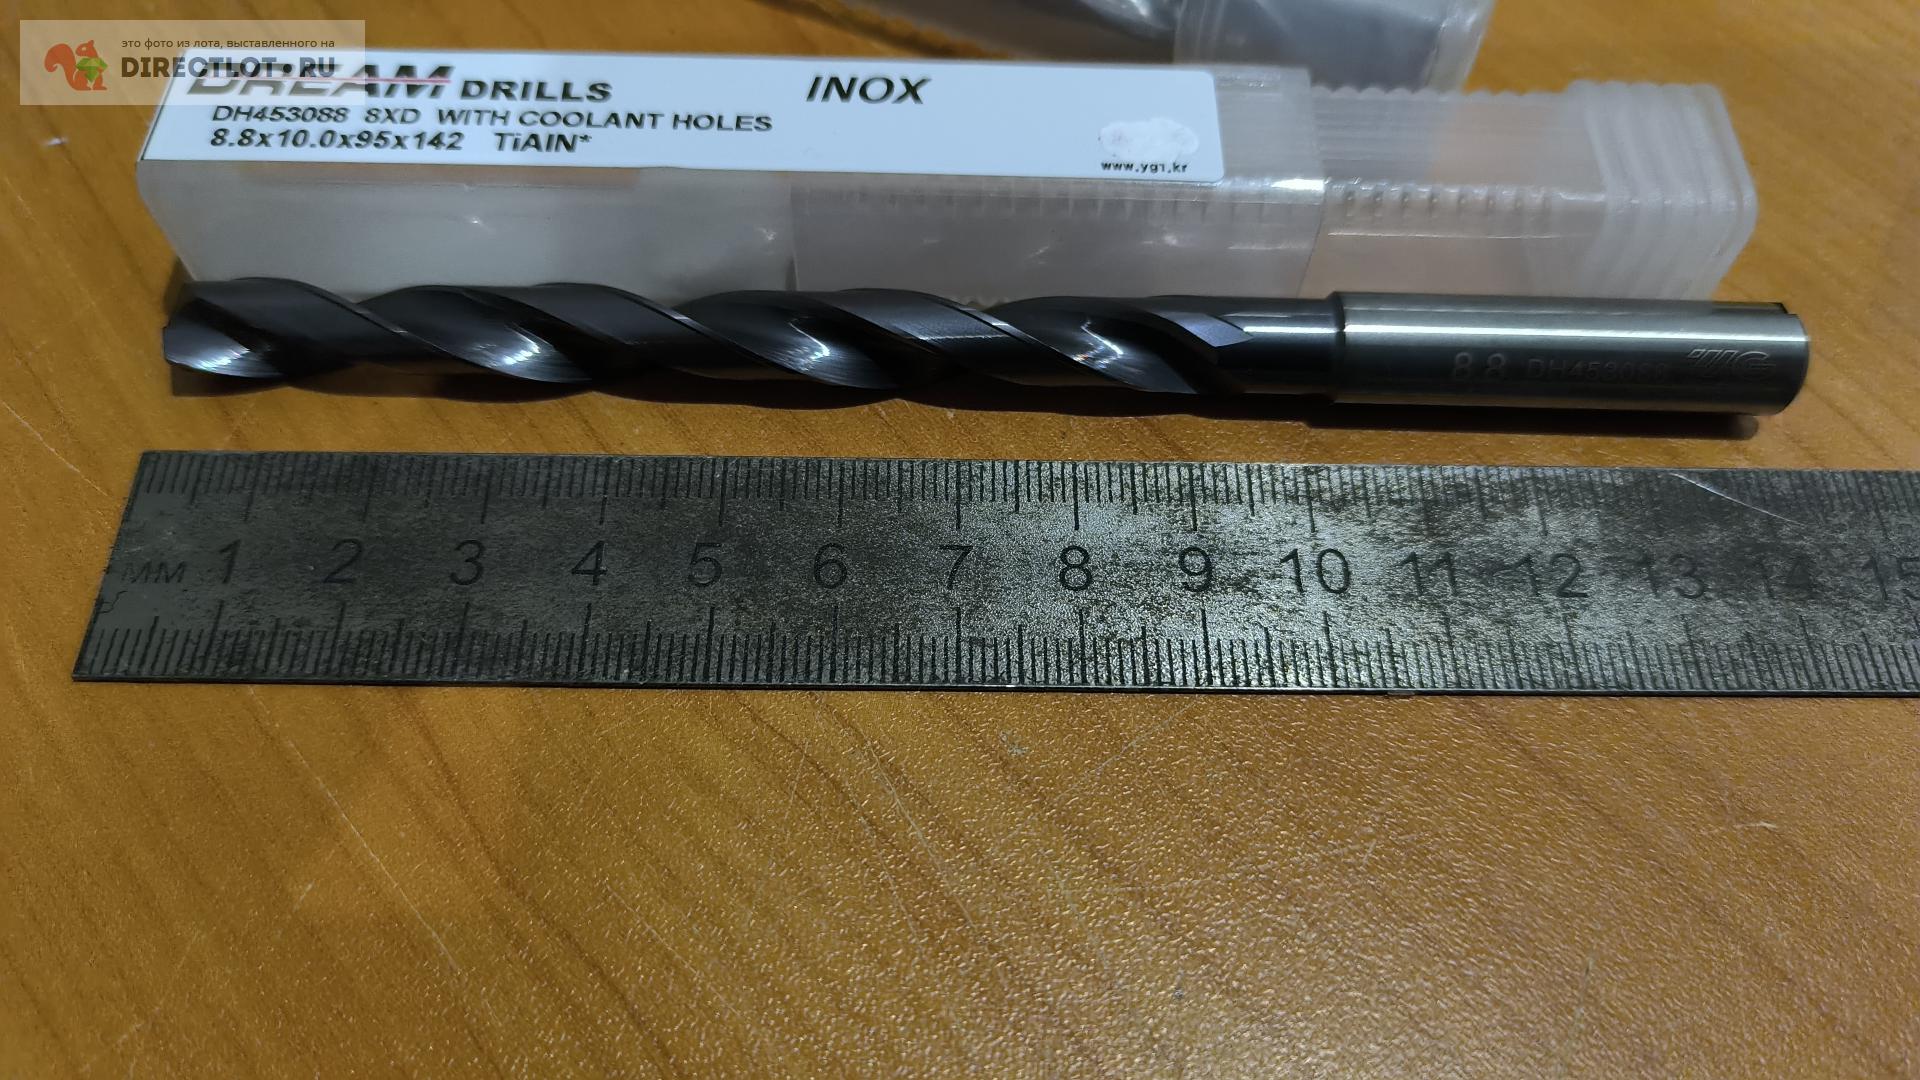 это фото из лота, выставленного на
DIRECTLOT.RU
DREAM DRILLS INOX
DH453088 8XD WITH COOLANT HOLES
8.8x10.0x95x142 TiAlN*
www.yg1.kr
8.8 DH453088 YG
мм 1 2 3 4 5 6 7 8 9 10 11 12 13 14 15